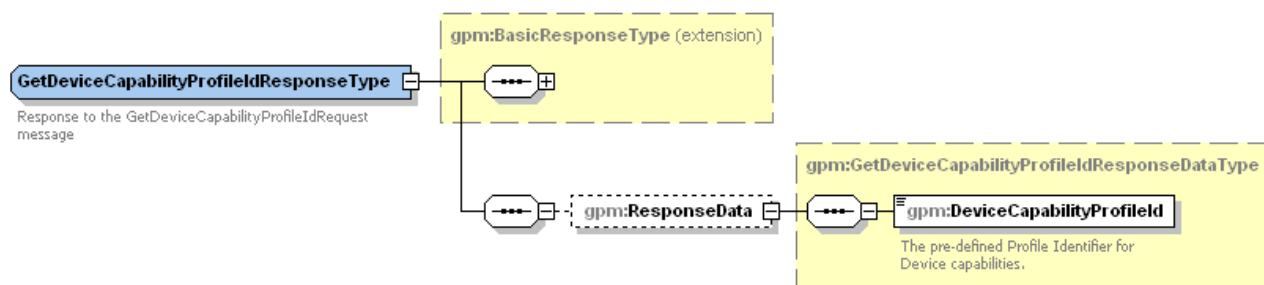 gpm:BasicResponseType (extension)
GetDeviceCapabilityProfileIdResponseType
Response to the GetDeviceCapabilityProfileIdRequest
message
gpm:GetDeviceCapabilityProfileIdResponseDataType
gpm:ResponseData
gpm:DeviceCapabilityProfileId
The pre-defined Profile Identifier for
Device capabilities.